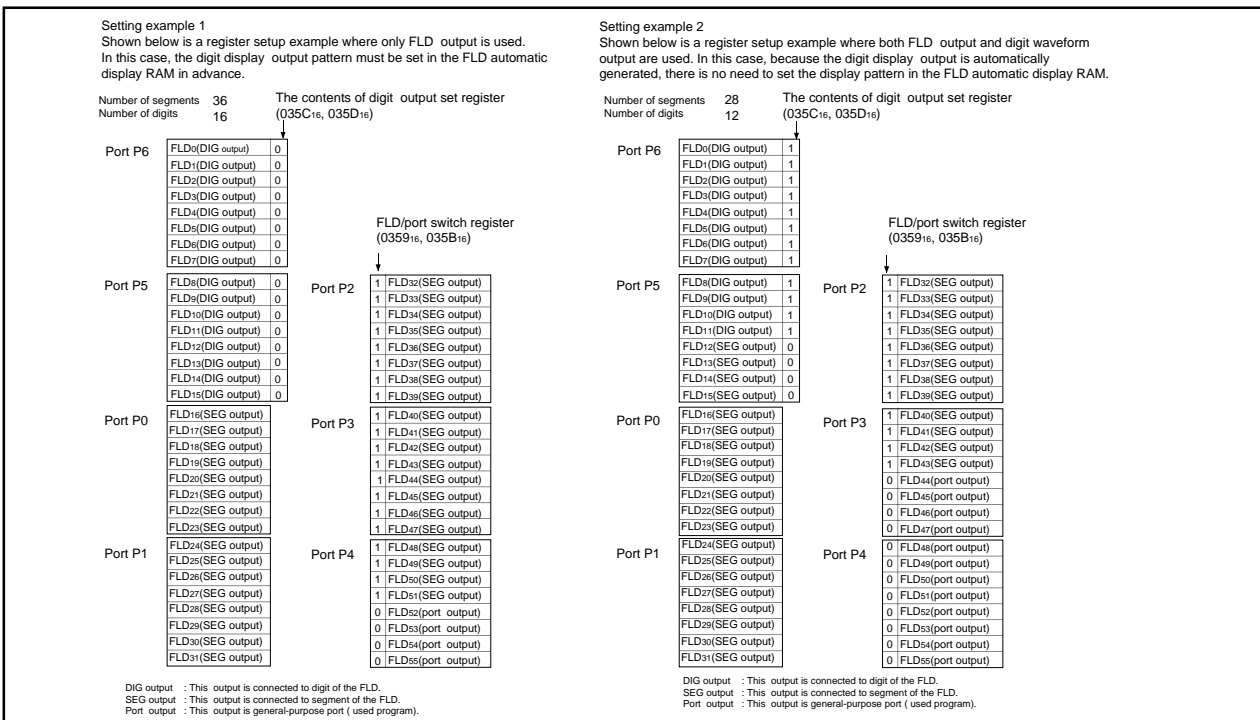 Setting example 1
Shown below is a register setup example where only FLD output is used.
In this case, the digit display output pattern must be set in the FLD automatic
display RAM in advance.
Number of segments 36
Number of digits 16
The contents of digit output set register
(035C16, 035D16)
Port P6
FLD0(DIG output) 0
FLD1(DIG output) 0
FLD2(DIG output) 0
FLD3(DIG output) 0
FLD4(DIG output) 0
FLD5(DIG output) 0
FLD6(DIG output) 0
FLD7(DIG output) 0
Port P5
FLD8(DIG output) 0
FLD9(DIG output) 0
FLD10(DIG output) 0
FLD11(DIG output) 0
FLD12(DIG output) 0
FLD13(DIG output) 0
FLD14(DIG output) 0
FLD15(DIG output) 0
Port P0
FLD16(SEG output)
FLD17(SEG output)
FLD18(SEG output)
FLD19(SEG output)
FLD20(SEG output)
FLD21(SEG output)
FLD22(SEG output)
FLD23(SEG output)
Port P1
FLD24(SEG output)
FLD25(SEG output)
FLD26(SEG output)
FLD27(SEG output)
FLD28(SEG output)
FLD29(SEG output)
FLD30(SEG output)
FLD31(SEG output)
FLD/port switch register
(035916, 035B16)
Port P2
1 FLD32(SEG output)
1 FLD33(SEG output)
1 FLD34(SEG output)
1 FLD35(SEG output)
1 FLD36(SEG output)
1 FLD37(SEG output)
1 FLD38(SEG output)
1 FLD39(SEG output)
Port P3
1 FLD40(SEG output)
1 FLD41(SEG output)
1 FLD42(SEG output)
1 FLD43(SEG output)
1 FLD44(SEG output)
1 FLD45(SEG output)
1 FLD46(SEG output)
1 FLD47(SEG output)
Port P4
1 FLD48(SEG output)
1 FLD49(SEG output)
1 FLD50(SEG output)
1 FLD51(SEG output)
0 FLD52(port output)
0 FLD53(port output)
0 FLD54(port output)
0 FLD55(port output)
DIG output : This output is connected to digit of the FLD.
SEG output : This output is connected to segment of the FLD.
Port output : This output is general-purpose port ( used program).
Setting example 2
Shown below is a register setup example where both FLD output and digit waveform
output are used. In this case, because the digit display output is automatically
generated, there is no need to set the display pattern in the FLD automatic display RAM.
Number of segments 28
Number of digits 12
The contents of digit output set register
(035C16, 035D16)
Port P6
FLD0(DIG output) 1
FLD1(DIG output) 1
FLD2(DIG output) 1
FLD3(DIG output) 1
FLD4(DIG output) 1
FLD5(DIG output) 1
FLD6(DIG output) 1
FLD7(DIG output) 1
Port P5
FLD8(DIG output) 1
FLD9(DIG output) 1
FLD10(DIG output) 1
FLD11(DIG output) 1
FLD12(SEG output) 0
FLD13(SEG output) 0
FLD14(SEG output) 0
FLD15(SEG output) 0
Port P0
FLD16(SEG output)
FLD17(SEG output)
FLD18(SEG output)
FLD19(SEG output)
FLD20(SEG output)
FLD21(SEG output)
FLD22(SEG output)
FLD23(SEG output)
Port P1
FLD24(SEG output)
FLD25(SEG output)
FLD26(SEG output)
FLD27(SEG output)
FLD28(SEG output)
FLD29(SEG output)
FLD30(SEG output)
FLD31(SEG output)
FLD/port switch register
(035916, 035B16)
Port P2
1 FLD32(SEG output)
1 FLD33(SEG output)
1 FLD34(SEG output)
1 FLD35(SEG output)
1 FLD36(SEG output)
1 FLD37(SEG output)
1 FLD38(SEG output)
1 FLD39(SEG output)
Port P3
1 FLD40(SEG output)
1 FLD41(SEG output)
1 FLD42(SEG output)
1 FLD43(SEG output)
0 FLD44(port output)
0 FLD45(port output)
0 FLD46(port output)
0 FLD47(port output)
Port P4
0 FLD48(port output)
0 FLD49(port output)
0 FLD50(port output)
0 FLD51(port output)
0 FLD52(port output)
0 FLD53(port output)
0 FLD54(port output)
0 FLD55(port output)
DIG output : This output is connected to digit of the FLD.
SEG output : This output is connected to segment of the FLD.
Port output : This output is general-purpose port ( used program).